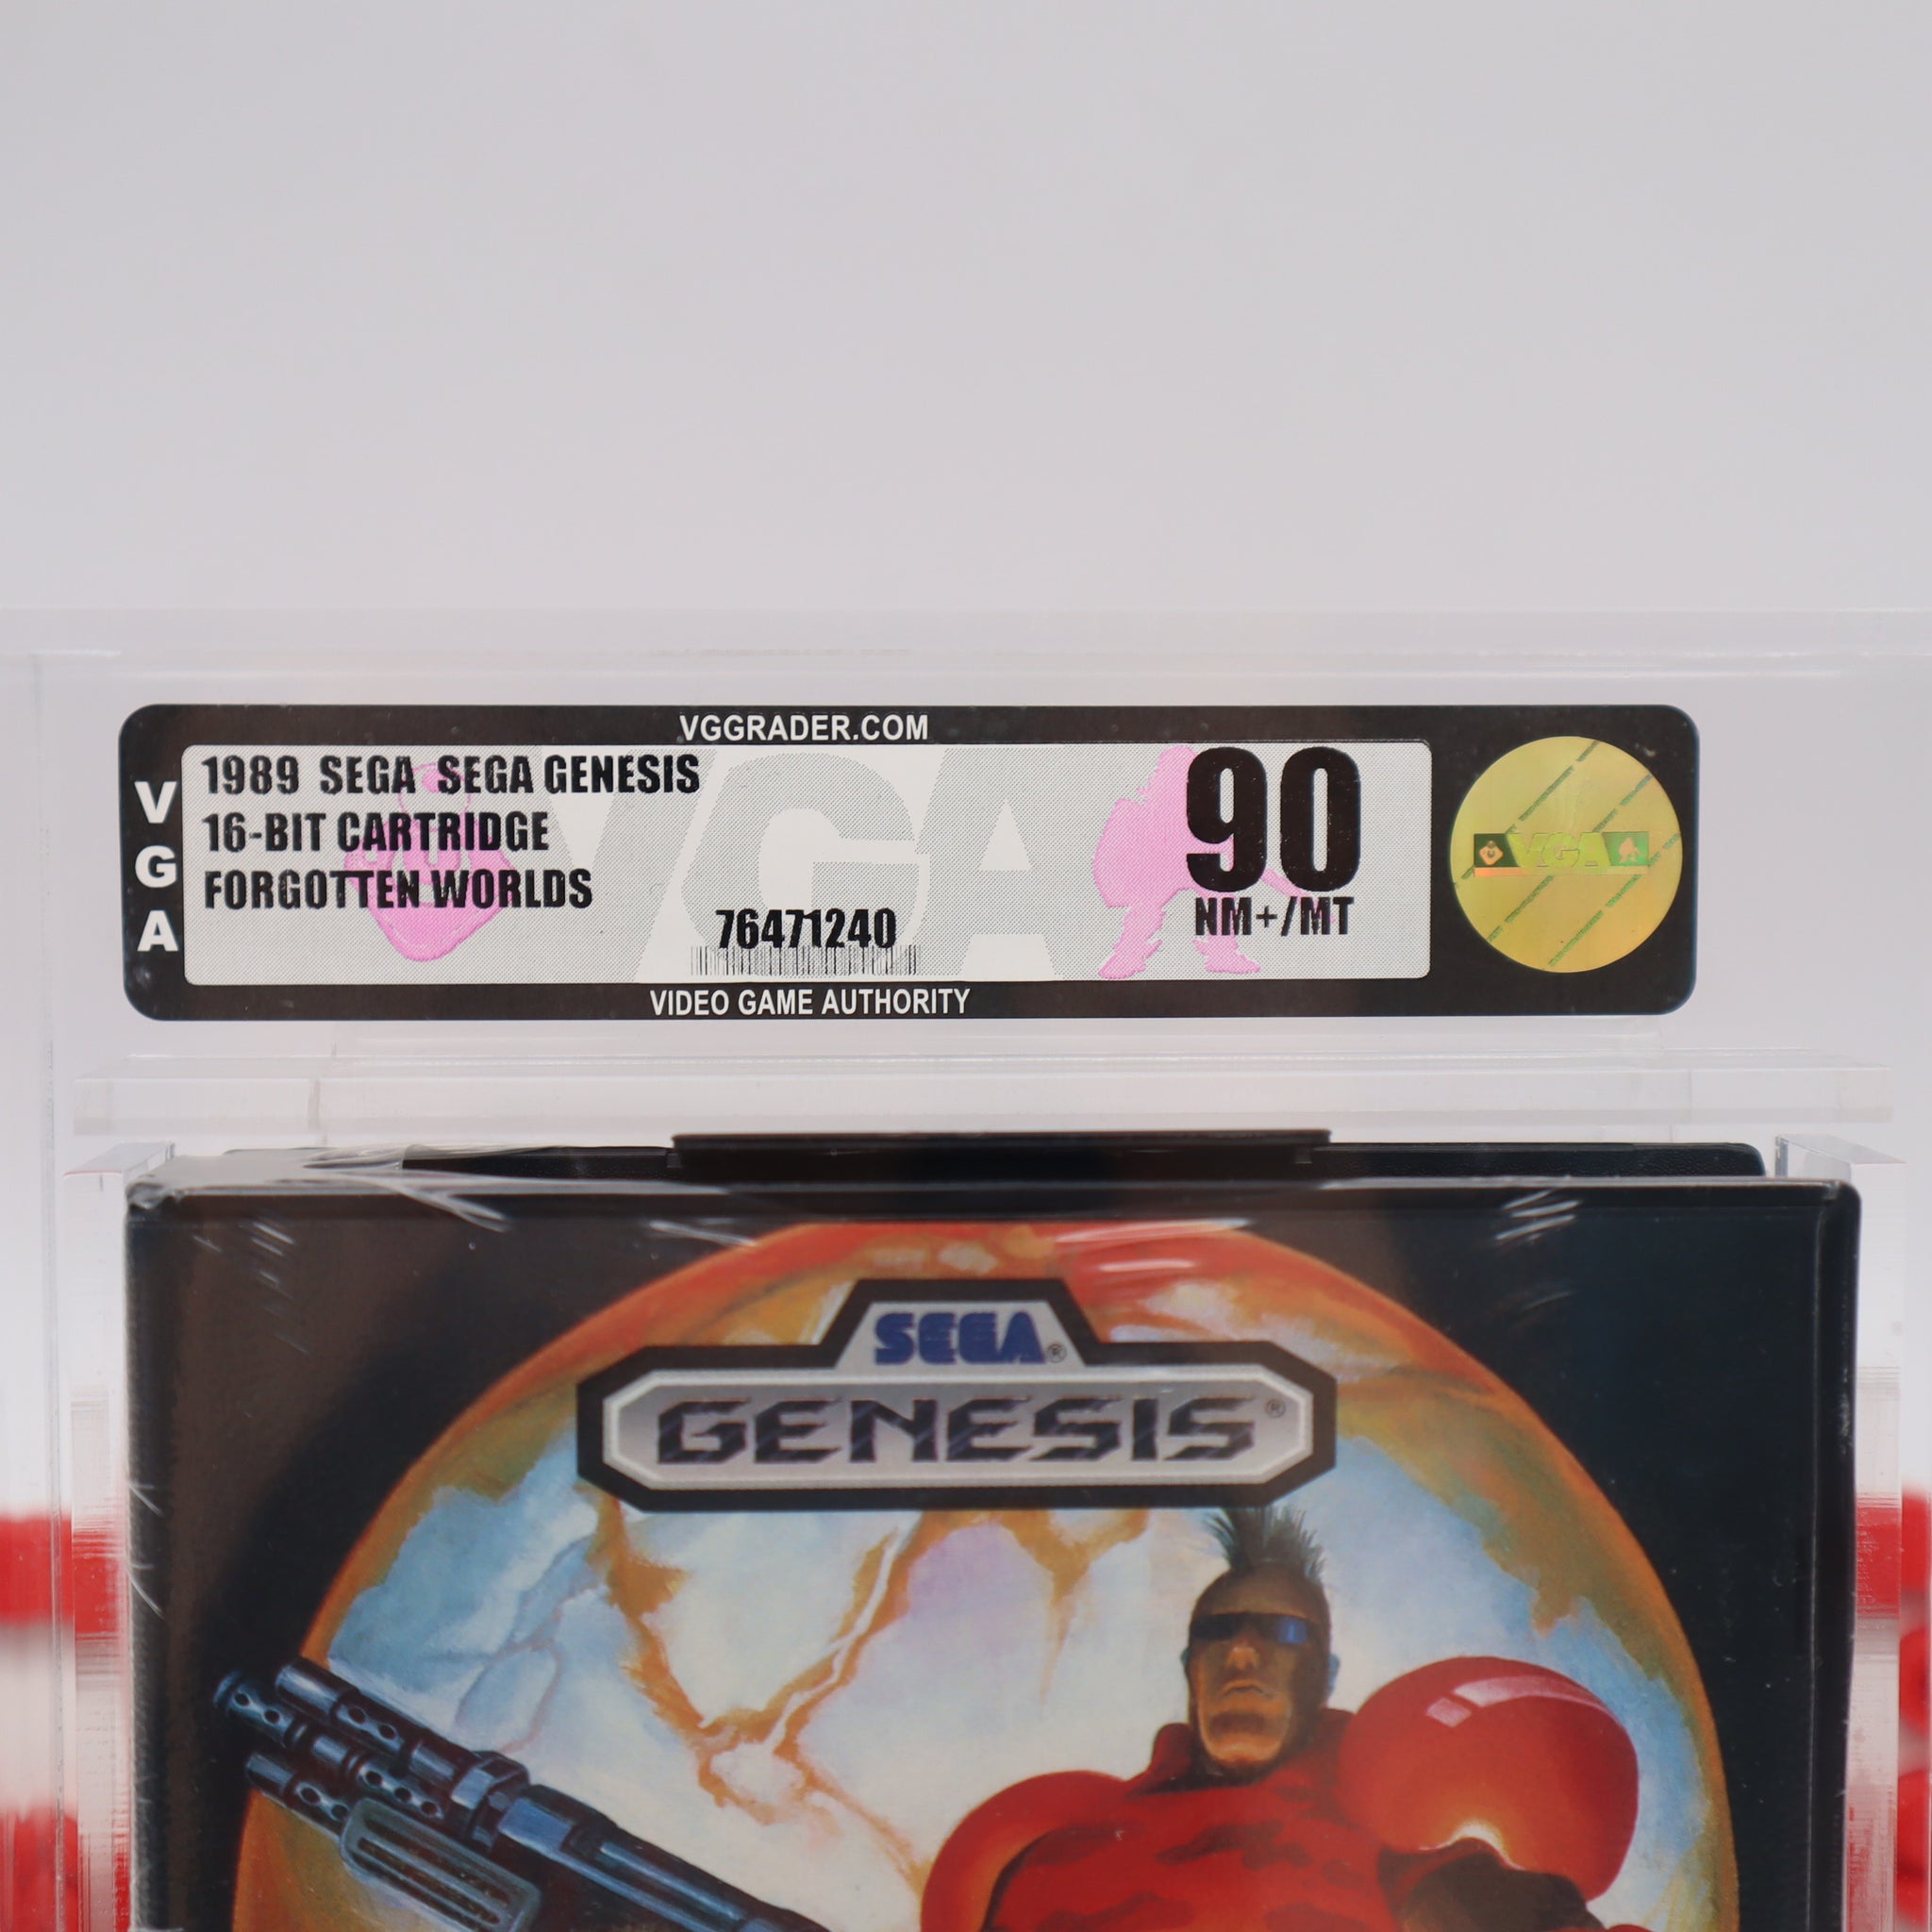 VGGRADER.COM
VGA
1989 SEGA SEGA GENESIS
16-BIT CARTRIDGE
FORGOTTEN WORLDS
76471240
90
NM+/MT
VGA
VIDEO GAME AUTHORITY
VGA
SEGA®
GENESIS®